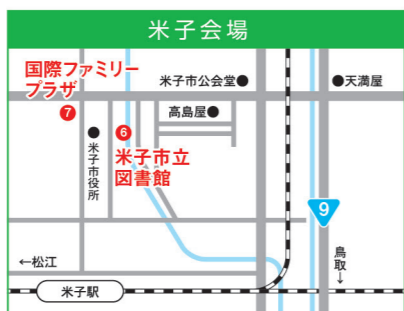 米子会場
国際ファミリー
プラザ
米子市公会堂
天満屋
高島屋
7
6
米子市役所
米子市立
図書館
9
←松江
鳥取→
米子駅